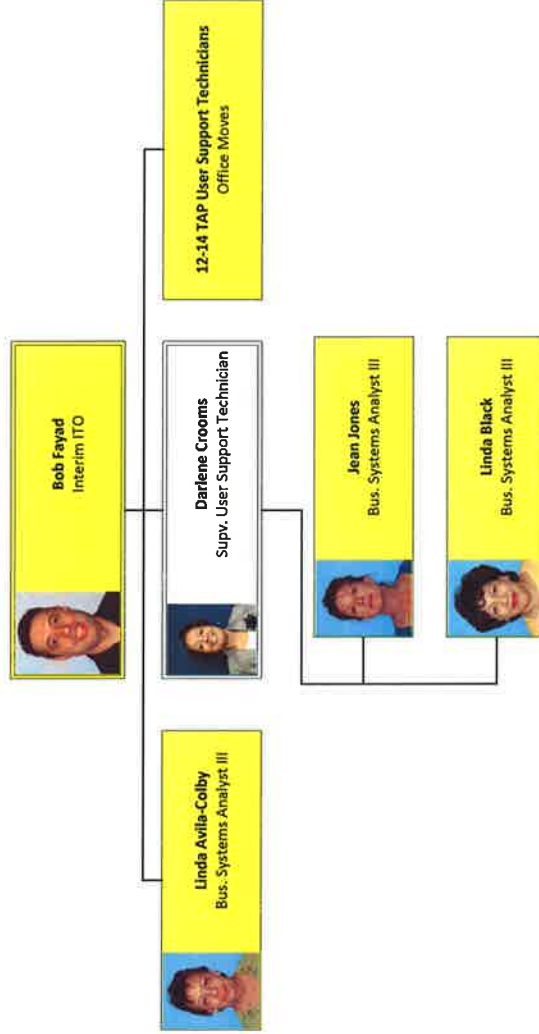 Bob Fayad
Interim ITO
Linda Avila-Colby
Bus. Systems Analyst III
Darlene Crooms
Supv. User Support Technician
12-14 TAP User Support Technicians
Office Moves
Jean Jones
Bus. Systems Analyst III
Linda Black
Bus. Systems Analyst III